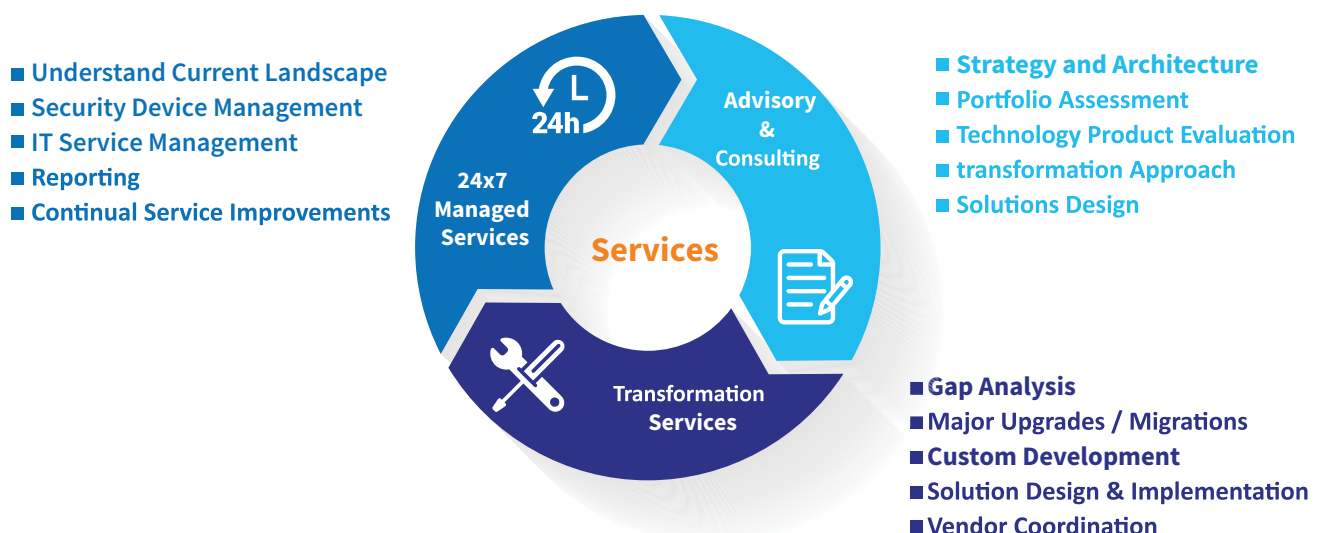 Understand Current Landscape
Security Device Management
IT Service Management
Reporting
Continual Service Improvements
24h
24x7
Managed
Services
Advisory
&
Consulting
Services
Transformation
Services
Strategy and Architecture
Portfolio Assessment
Technology Product Evaluation
transformation Approach
Solutions Design
Gap Analysis
Major Upgrades / Migrations
Custom Development
Solution Design & Implementation
Vendor Coordination